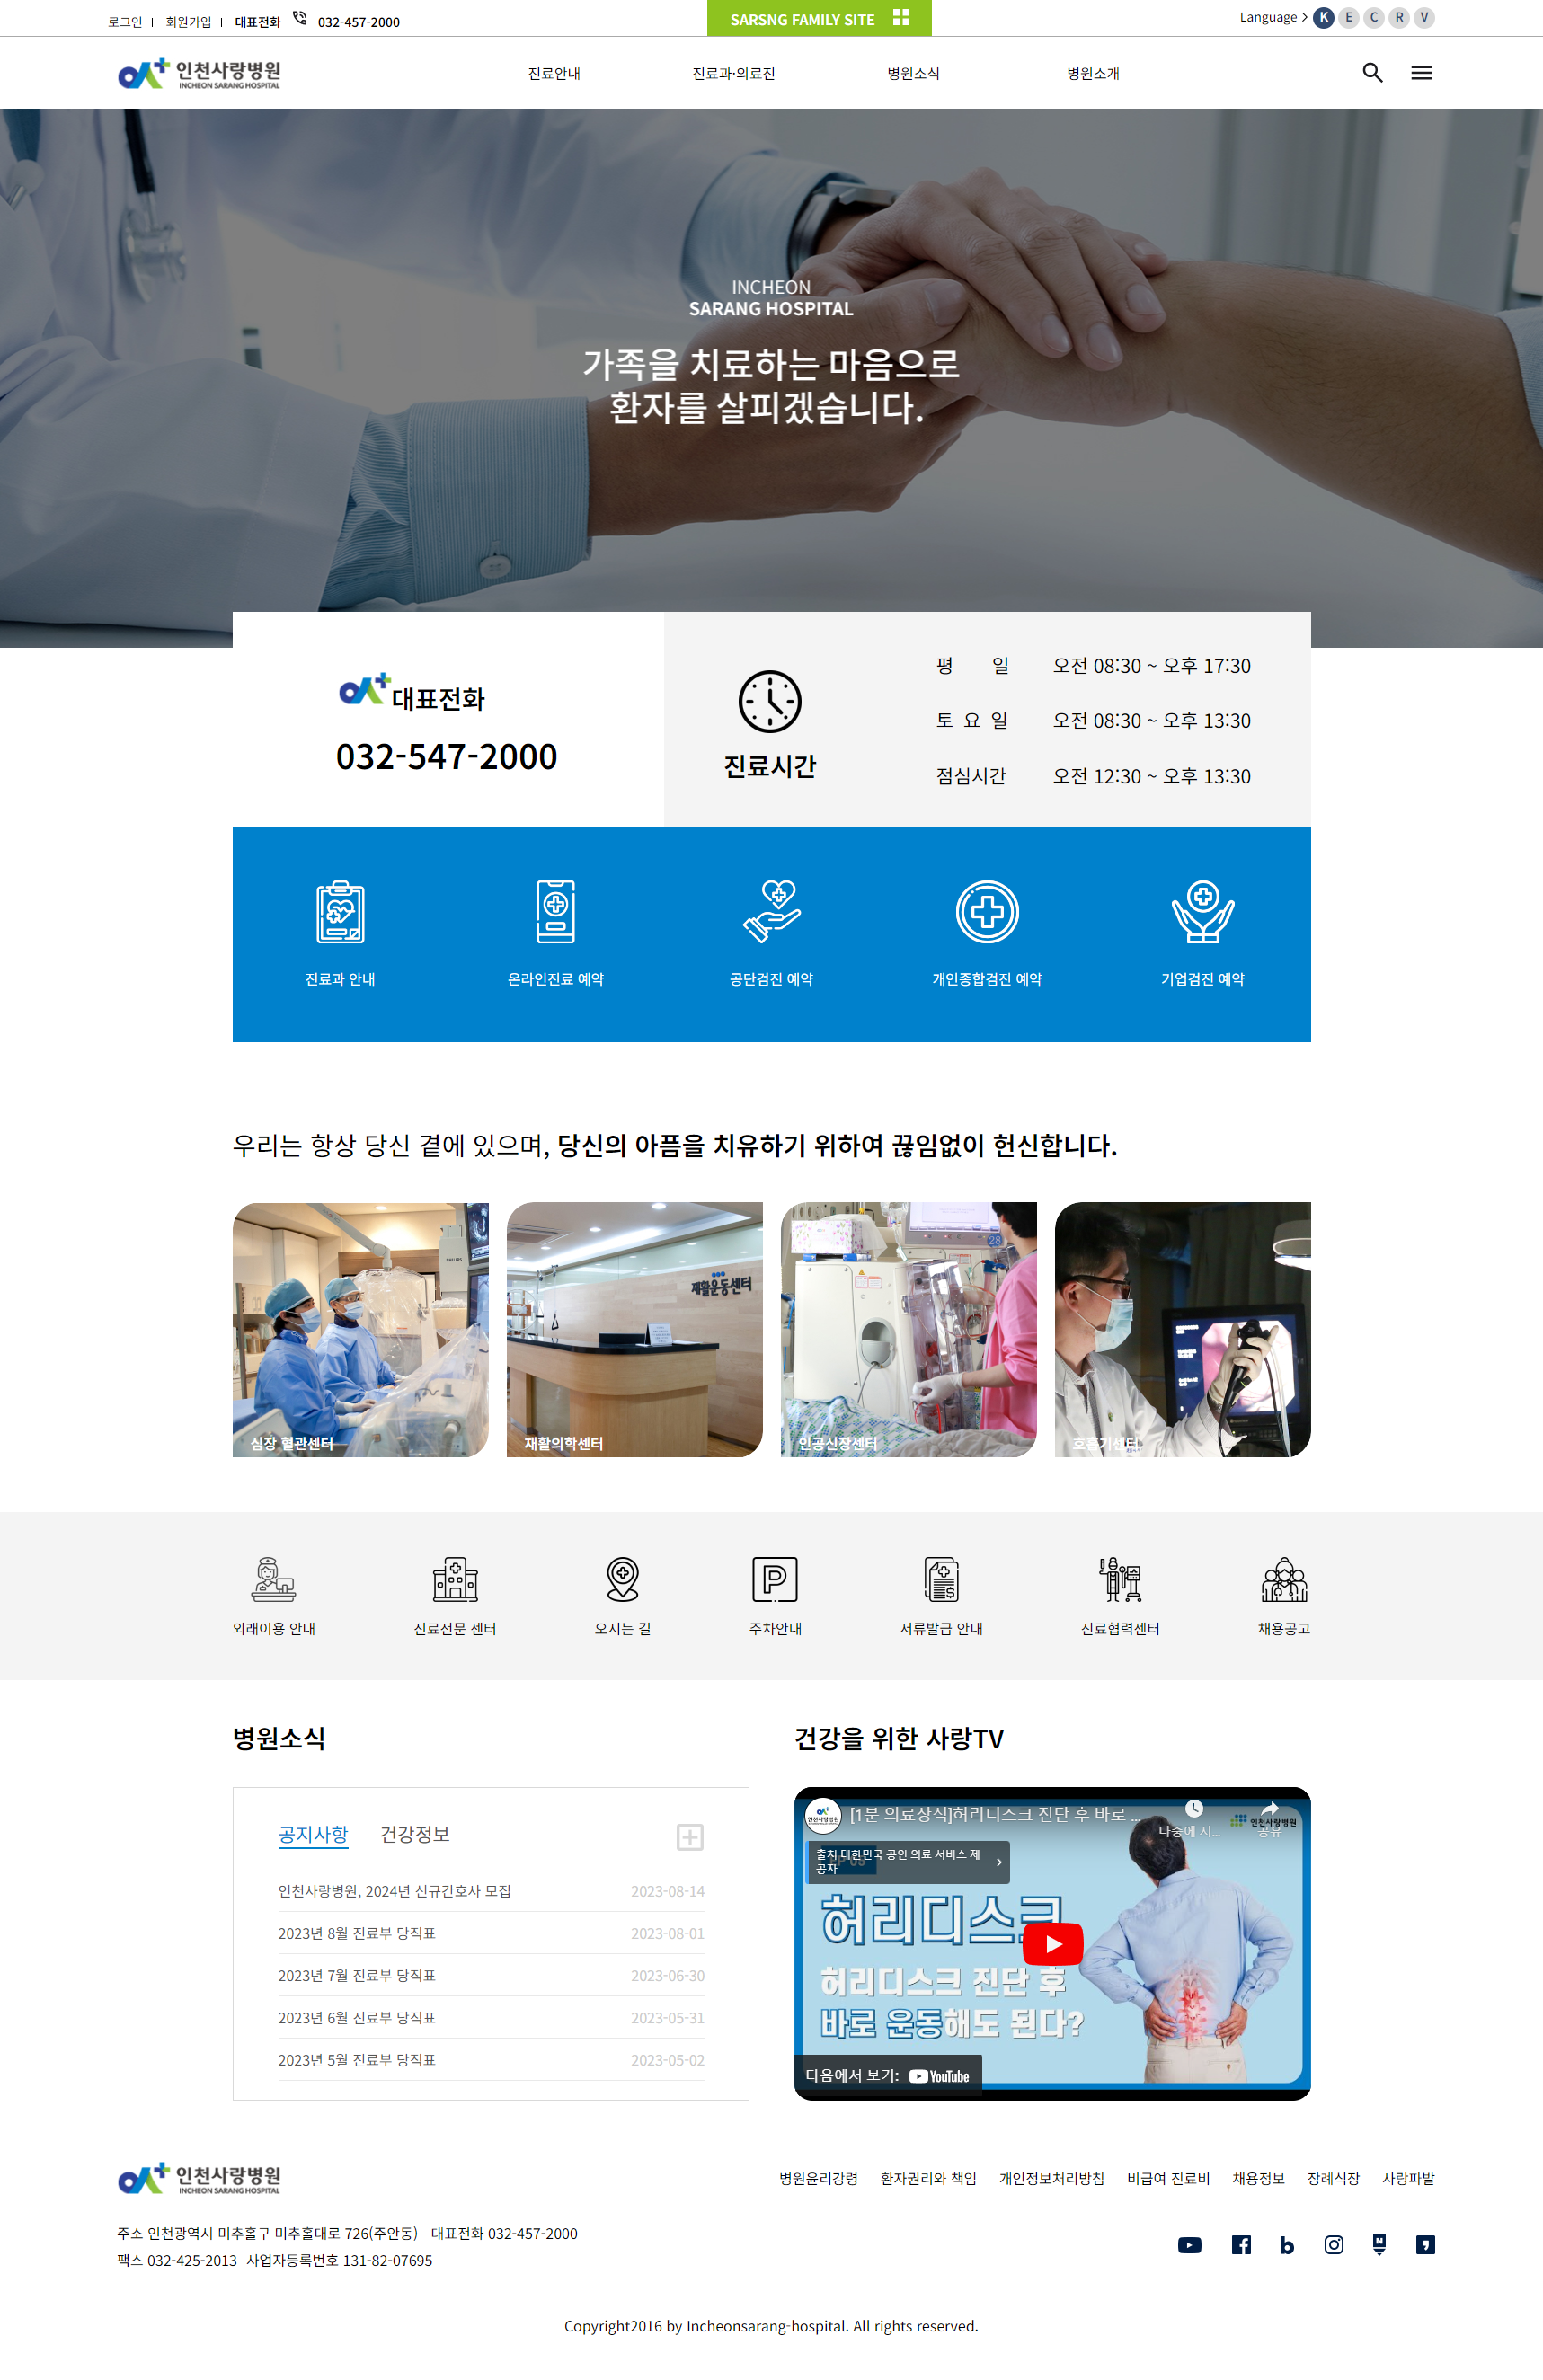 로그인 | 회원가입 | 대표전화 032-457-2000
SARSNG FAMILY SITE
Language > K E C R V
인천사랑병원
INCHEON SARANG HOSPITAL
진료안내 진료과·의료진 병원소식 병원소개
INCHEON
SARANG HOSPITAL
가족을 치료하는 마음으로
환자를 살피겠습니다.
대표전화
032-547-2000
진료시간
평 일 오전 08:30 ~ 오후 17:30
토 요 일 오전 08:30 ~ 오후 13:30
점심시간 오전 12:30 ~ 오후 13:30
진료과 안내
온라인진료 예약
공단검진 예약
개인종합검진 예약
기업검진 예약
우리는 항상 당신 곁에 있으며, 당신의 아픔을 치유하기 위하여 끊임없이 헌신합니다.
PHILIPS
재활운동센터
28
심장 혈관센터
재활의학센터
인공신장센터
호흡기센터
외래이용 안내
진료전문 센터
오시는 길
주차안내
서류발급 안내
진료협력센터
채용공고
병원소식
공지사항 건강정보
인천사랑병원, 2024년 신규간호사 모집 2023-08-14
2023년 8월 진료부 당직표 2023-08-01
2023년 7월 진료부 당직표 2023-06-30
2023년 6월 진료부 당직표 2023-05-31
2023년 5월 진료부 당직표 2023-05-02
건강을 위한 사랑TV
[1분 의료상식]허리디스크 진단 후 바로 ...
나중에 시...
공유
인천사랑병원
출처 대한민국 공인 의료 서비스 제
공자
허리디스크
허리디스크 진단 후
바로 운동해도 된다?
다음에서 보기: YouTube
인천사랑병원
INCHEON SARANG HOSPITAL
병원윤리강령 환자권리와 책임 개인정보처리방침 비급여 진료비 채용정보 장례식장 사랑파발
주소 인천광역시 미추홀구 미추홀대로 726(주안동) 대표전화 032-457-2000
팩스 032-425-2013 사업자등록번호 131-82-07695
Copyright2016 by Incheonsarang-hospital. All rights reserved.